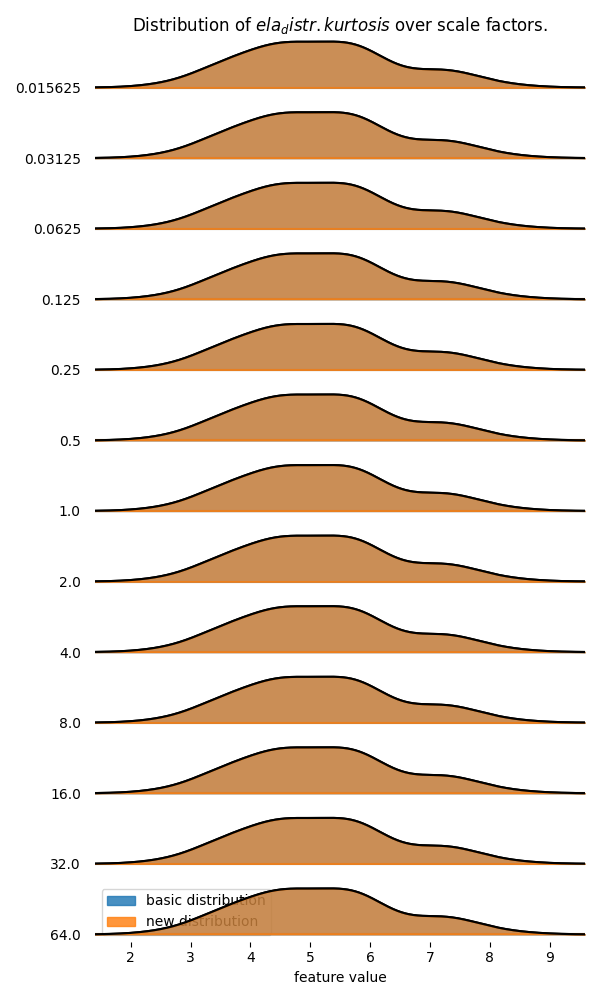 Distribution of ela_distr.kurtosis over scale factors.
0.015625
0.03125
0.0625
0.125
0.25
0.5
1.0
2.0
4.0
8.0
16.0
32.0
basic distribution
new distribution
64.0
2 3 4 5 6 7 8 9
feature value